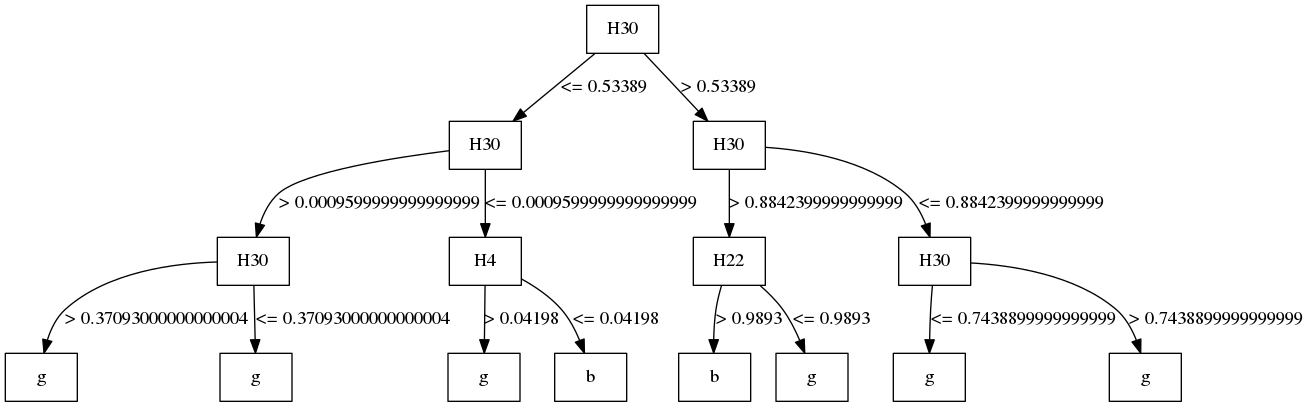 H30
<= 0.53389
> 0.53389
H30
H30
> 0.0009599999999999999
<= 0.0009599999999999999
> 0.8842399999999999
<= 0.8842399999999999
H30
H4
H22
H30
> 0.37093000000000004
<= 0.37093000000000004
> 0.04198
<= 0.04198
> 0.9893
<= 0.9893
<= 0.7438899999999999
> 0.7438899999999999
g
g
g
b
b
g
g
g